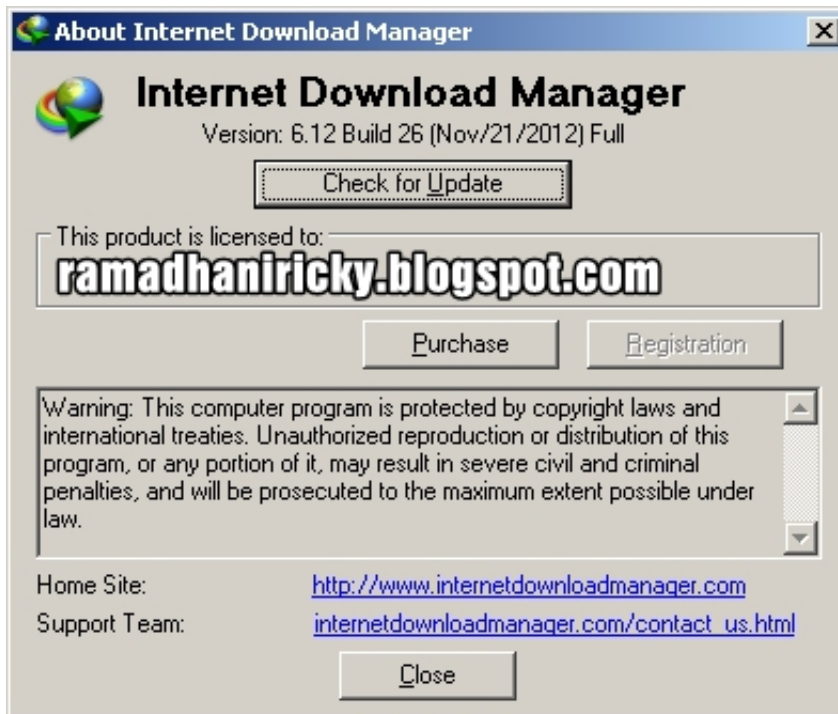 About Internet Download Manager
Internet Download Manager
Version: 6.12 Build 26 (Nov/21/2012) Full
Check for Update
This product is licensed to:
ramadhaniricky.blogspot.com
Purchase
Registration
Warning: This computer program is protected by copyright laws and
international treaties. Unauthorized reproduction or distribution of this
program, or any portion of it, may result in severe civil and criminal
penalties, and will be prosecuted to the maximum extent possible under
law.
Home Site: http://www.internetdownloadmanager.com
Support Team: internetdownloadmanager.com/contact_us.html
Close